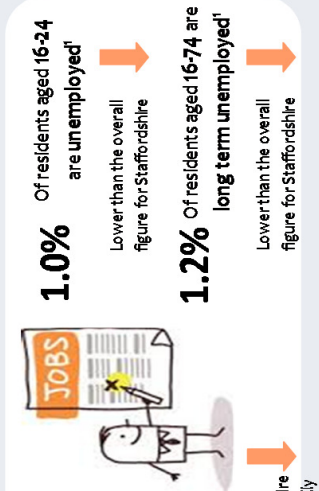 JOBS
1.0% Of residents aged 16-24
are unemployed¹
Lower than the overall
figure for Staffordshire
1.2% Of residents aged 16-74 are
long term unemployed¹
Lower than the overall
figure for Staffordshire